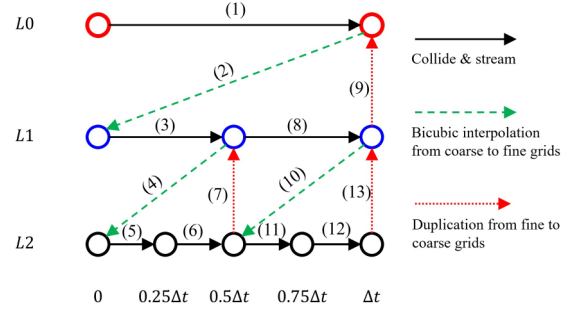 L0
(1)
Collide & stream
(2)
(9)
L1
(3)
(8)
Bicubic interpolation
from coarse to fine grids
(4)
(7)
(10)
(13)
Duplication from fine to
coarse grids
L2
(5)
(6)
(11)
(12)
0 0.25Δt 0.5Δt 0.75Δt Δt